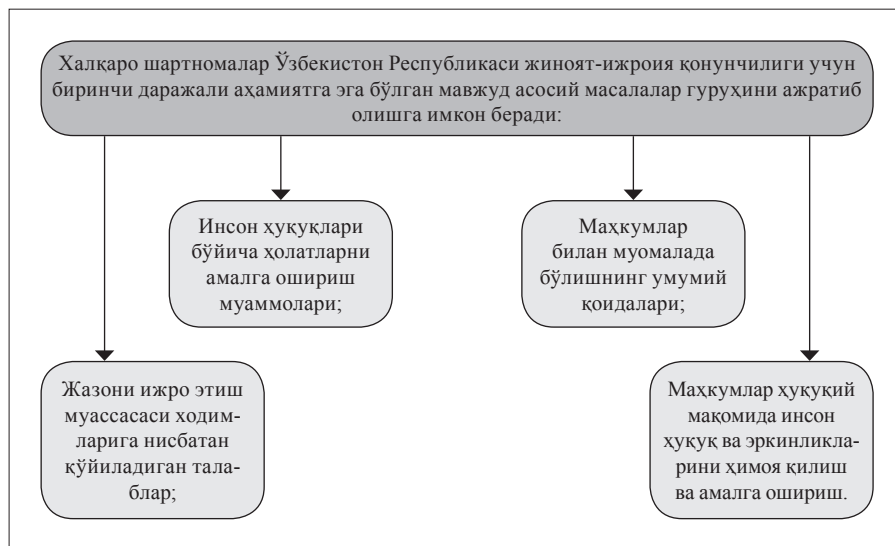 Халқаро шартномалар Ўзбекистон Республикаси жиноят-ижроия қонунчилиги учун
биринчи даражали аҳамиятга эга бўлган мавжуд асосий масалалар гуруҳини ажратиб
олишга имкон беради:
Инсон ҳуқуқлари
бўйича ҳолатларни
амалга ошириш
муаммолари;
Маҳкумлар
билан муомалада
бўлишнинг умумий
қоидалари;
Жазони ижро этиш
муассасаси ходим-
ларига нисбатан
қўйиладиган тала-
блар;
Маҳкумлар ҳуқуқий
мақомида инсон
ҳуқуқ ва эркинликла-
рини ҳимоя қилиш
ва амалга ошириш.